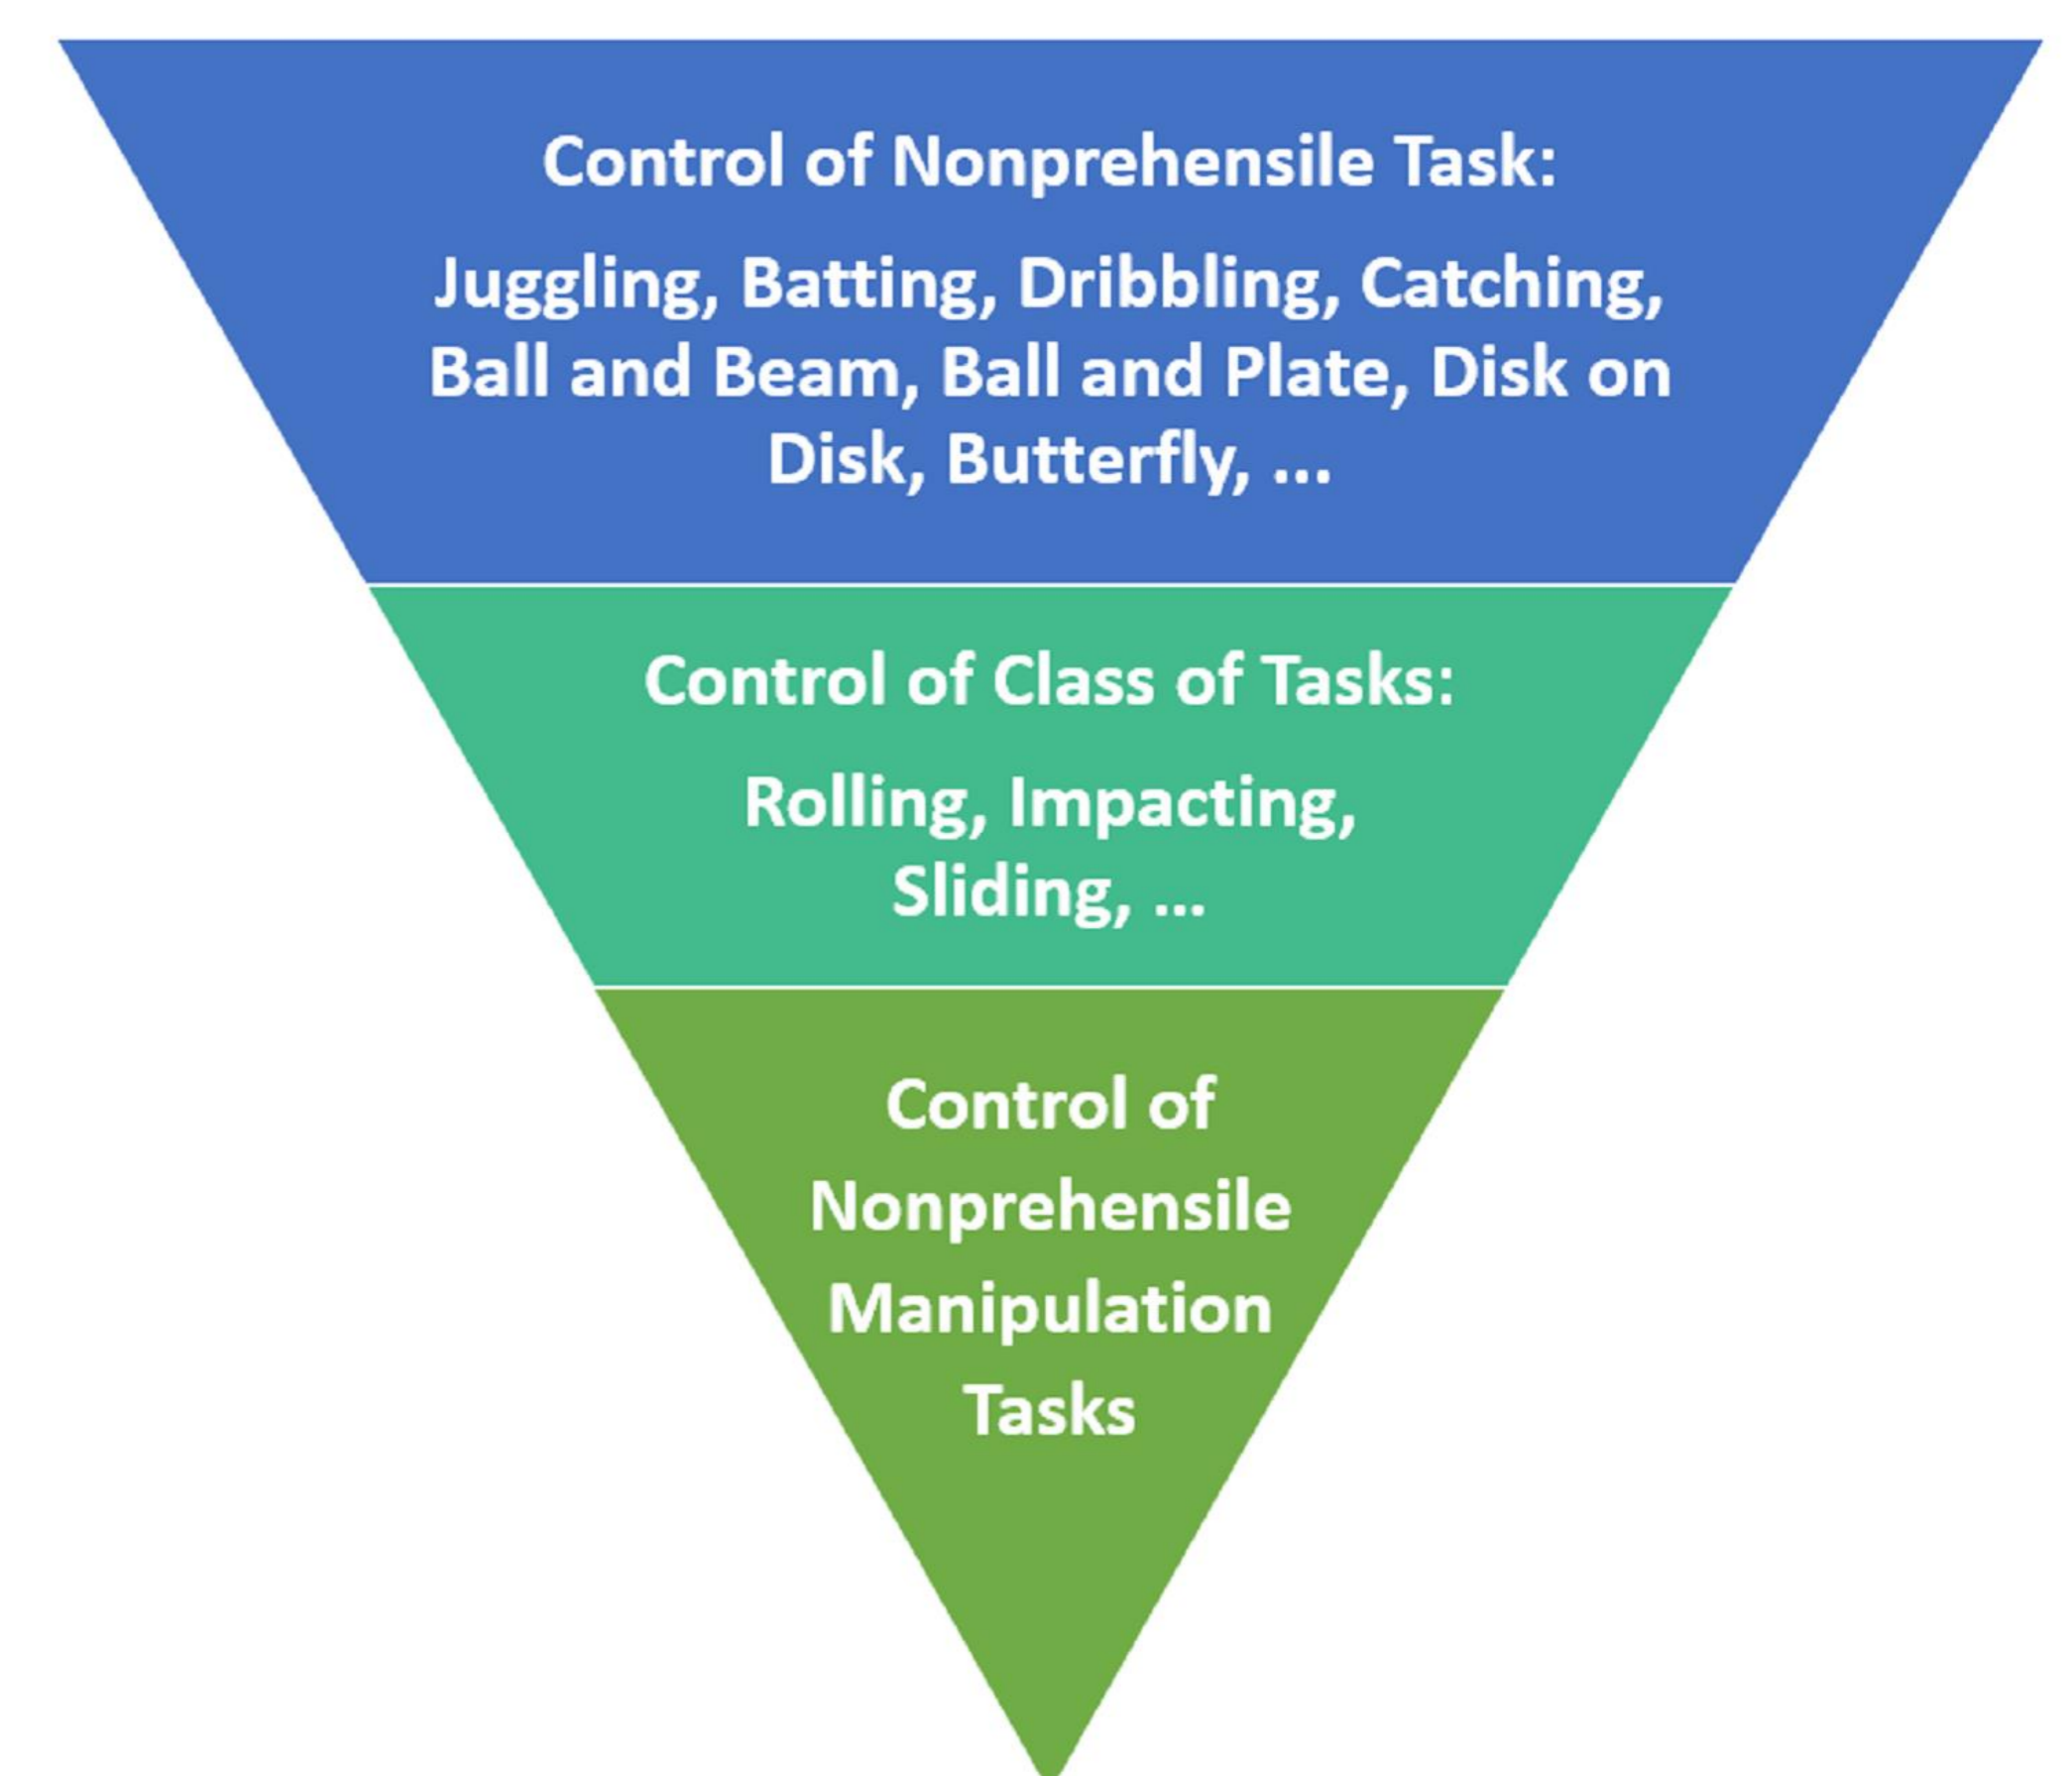 Control of Nonprehensile Task:
Juggling, Batting, Dribbling, Catching,
Ball and Beam, Ball and Plate, Disk on
Disk, Butterfly, ...
Control of Class of Tasks:
Rolling, Impacting,
Sliding, ...
Control of
Nonprehensile
Manipulation
Tasks